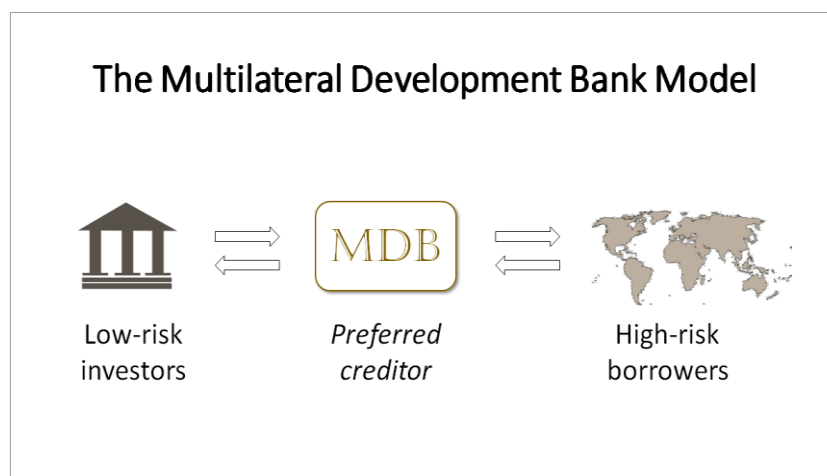 The Multilateral Development Bank Model
MDB
Low-risk
investors
Preferred
creditor
High-risk
borrowers